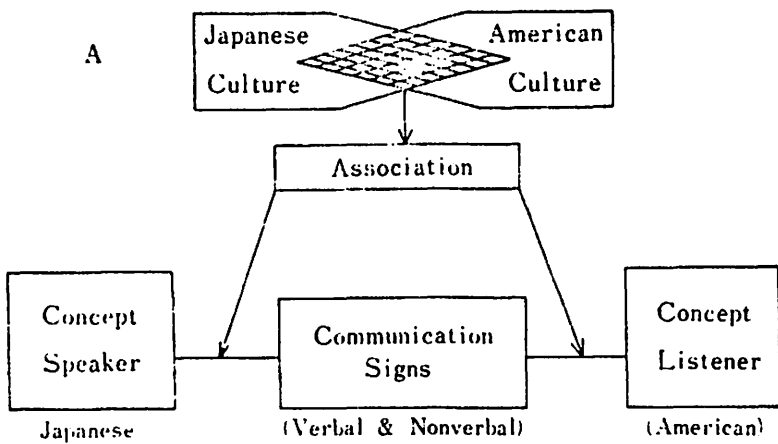 A
Japanese
Culture
American
Culture
Association
Concept
Speaker
Communication
Signs
Concept
Listener
Japanese
(Verbal & Nonverbal)
(American)